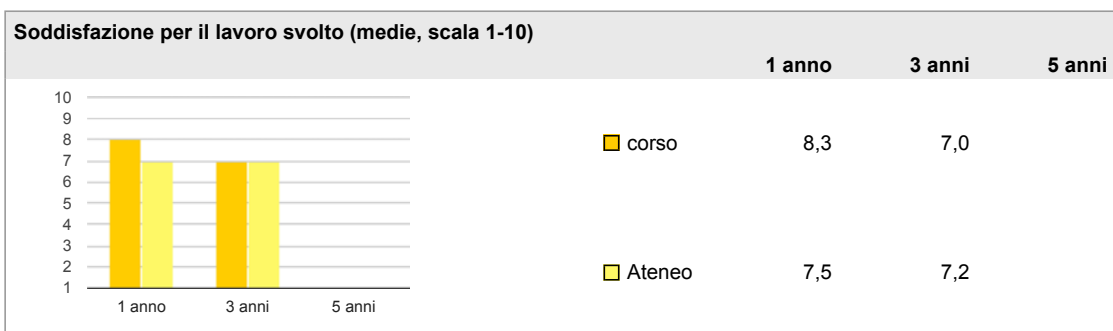 Soddisfazione per il lavoro svolto (medie, scala 1-10)
1 anno 3 anni 5 anni
10
9
8
7
6
5
4
3
2
1
1 anno 3 anni 5 anni
corso 8,3 7,0
Ateneo 7,5 7,2